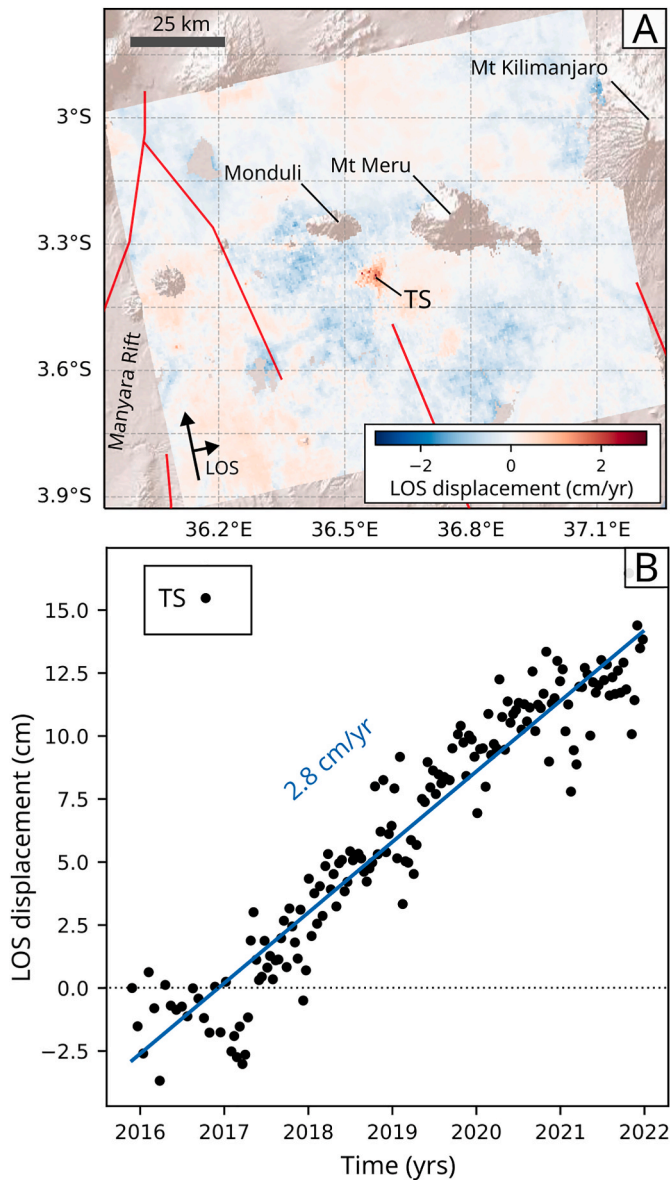 25 km
A
Mt Kilimanjaro
Monduli
Mt Meru
TS
Manyara Rift
LOS
3°S
3.3°S
3.6°S
3.9°S
−2 0 2
LOS displacement (cm/yr)
36.2°E 36.5°E 36.8°E 37.1°E
B
TS
2.8 cm/yr
LOS displacement (cm)
15.0
12.5
10.0
7.5
5.0
2.5
0.0
−2.5
2016 2017 2018 2019 2020 2021 2022
Time (yrs)